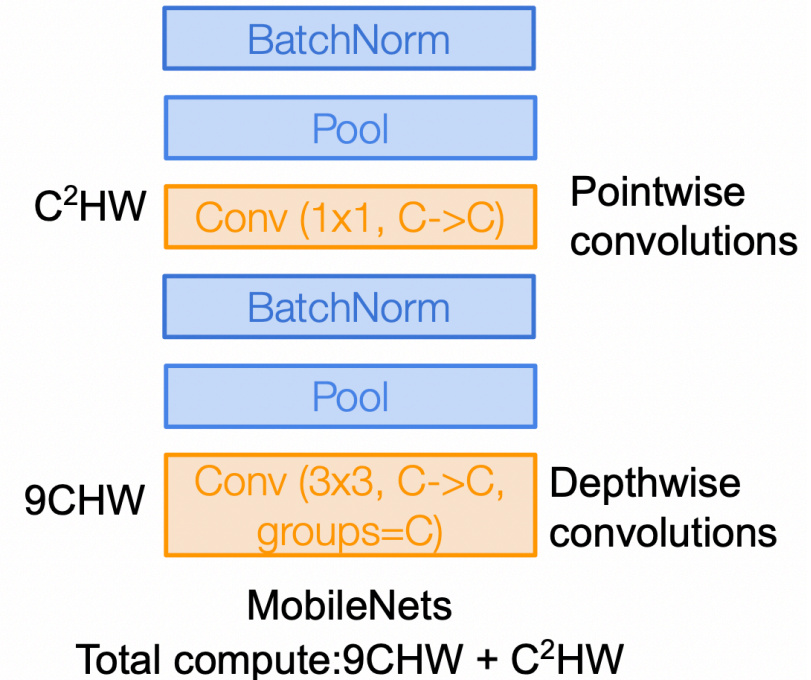 BatchNorm
Pool
C²HW
Conv (1x1, C->C)
Pointwise
convolutions
BatchNorm
Pool
9CHW
Conv (3x3, C->C,
groups=C)
Depthwise
convolutions
MobileNets
Total compute:9CHW + C²HW